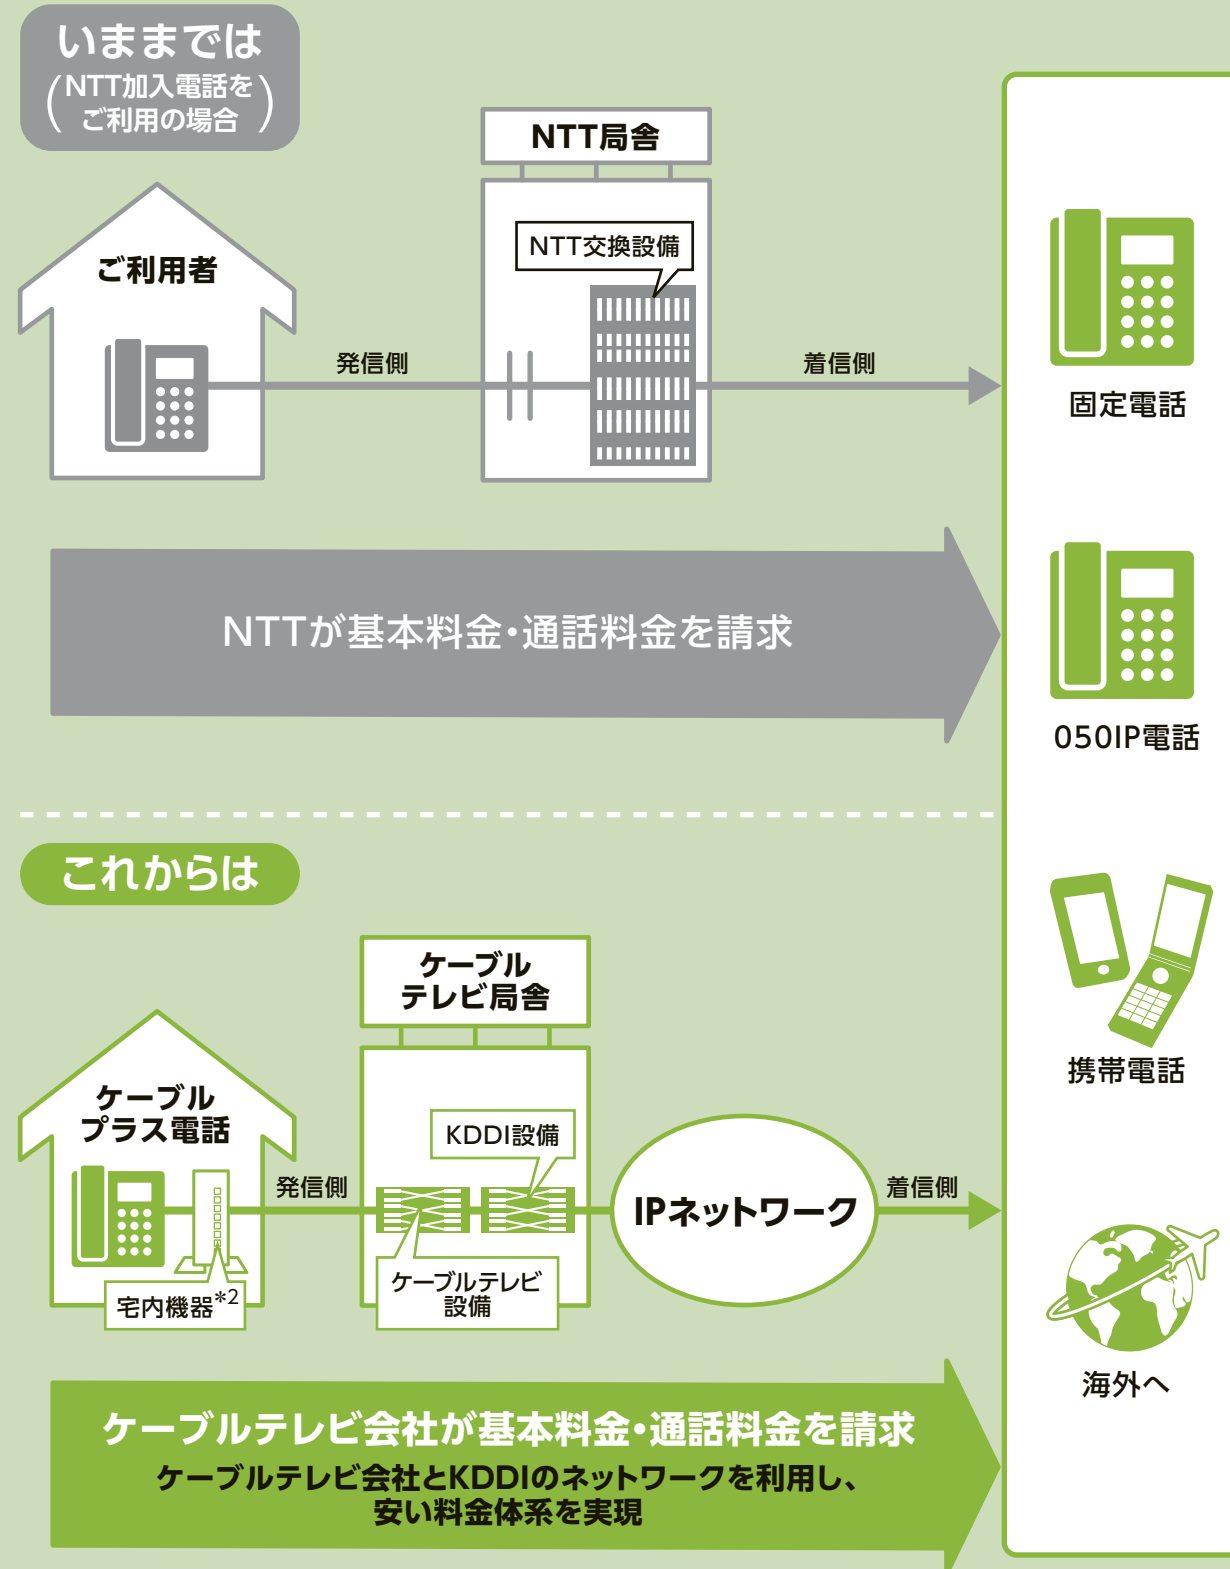 いままでは
(NTT加入電話を
ご利用の場合)
NTT局舎
NTT交換設備
ご利用者
発信側
着信側
固定電話
NTTが基本料金・通話料金を請求
050IP電話
これからは
ケーブル
テレビ局舎
ケーブル
プラス電話
KDDI設備
発信側
IPネットワーク
着信側
宅内機器*2
ケーブルテレビ
設備
携帯電話
海外へ
ケーブルテレビ会社が基本料金・通話料金を請求
ケーブルテレビ会社とKDDIのネットワークを利用し、
安い料金体系を実現